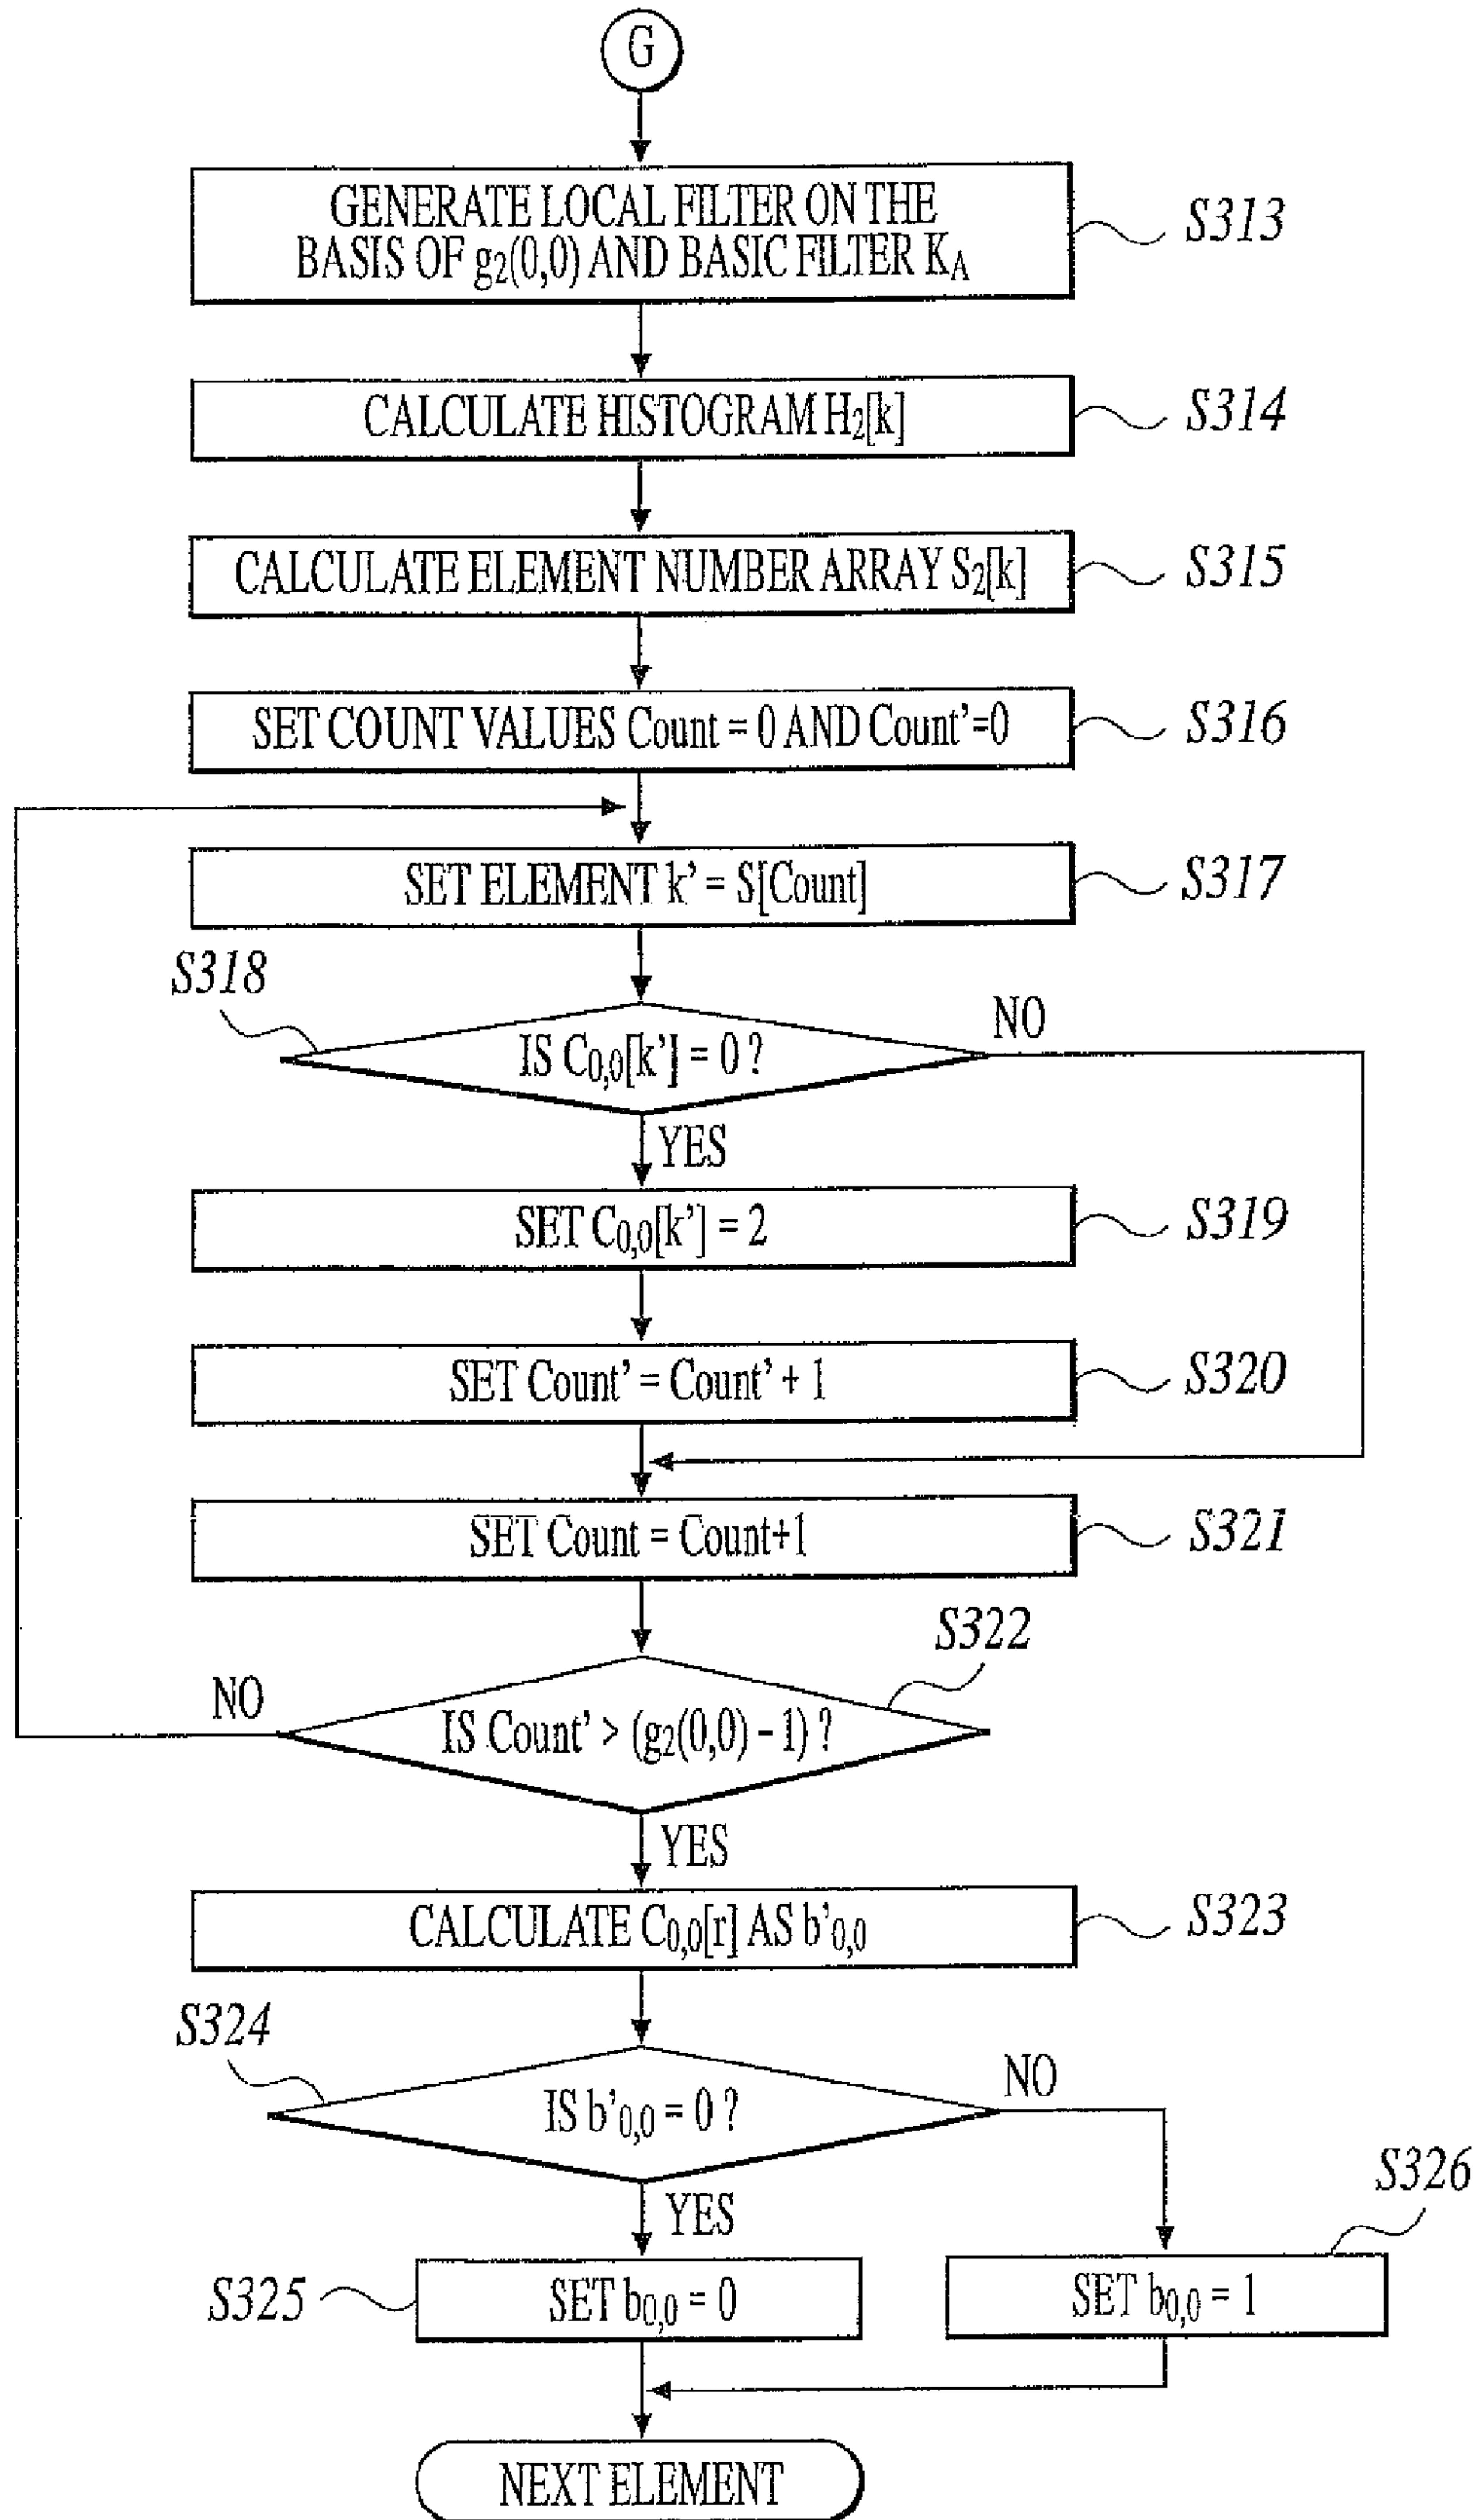 G
GENERATE LOCAL FILTER ON THE
BASIS OF g2(0,0) AND BASIC FILTER KA
S313
CALCULATE HISTOGRAM H2[k]
S314
CALCULATE ELEMENT NUMBER ARRAY S2[k]
S315
SET COUNT VALUES Count = 0 AND Count'=0
S316
SET ELEMENT k' = S[Count]
S317
S318
IS C0,0[k'] = 0 ?
NO
YES
SET C0,0[k'] = 2
S319
SET Count' = Count' + 1
S320
SET Count = Count+1
S321
S322
NO
IS Count' > (g2(0,0) – 1) ?
YES
CALCULATE C0,0[r] AS b'0,0
S323
S324
IS b'0,0 = 0 ?
NO
YES
S326
S325
SET b0,0 = 0
SET b0,0 = 1
NEXT ELEMENT